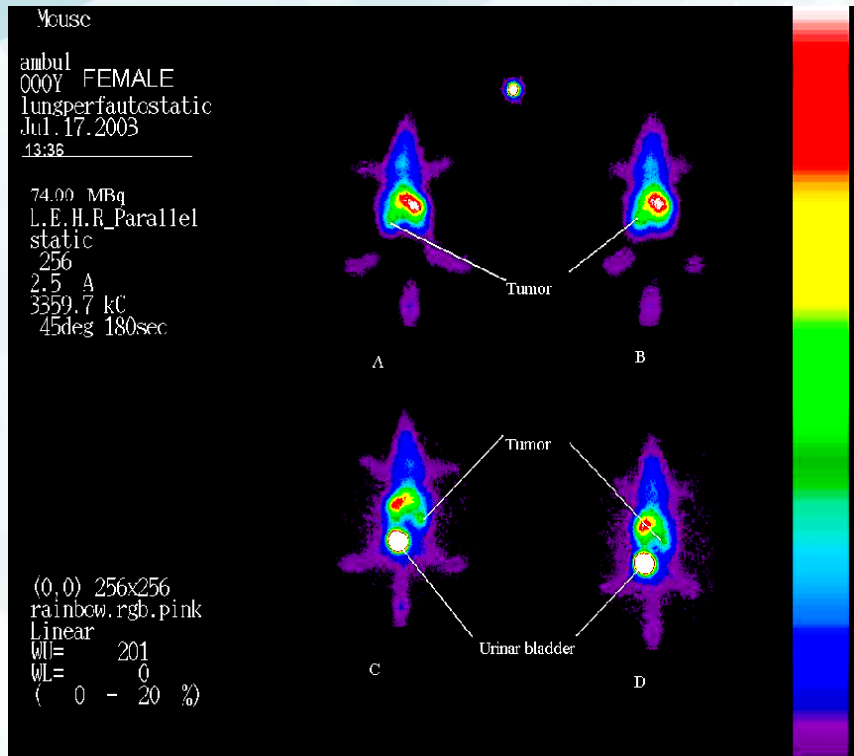 Mouse
ambul
000Y FEMALE
lungperfautostatic
Jul.17.2003
13:36
74.00 MBq
L.E.H.R_Parallel
static
256
2.5 A
3359.7 kC
45deg 180sec
Tumor
A
B
Tumor
Urinar bladder
C
D
(0,0) 256x256
rainbow.rgb.pink
Linear
WU= 201
WL= 0
( 0 - 20 %)